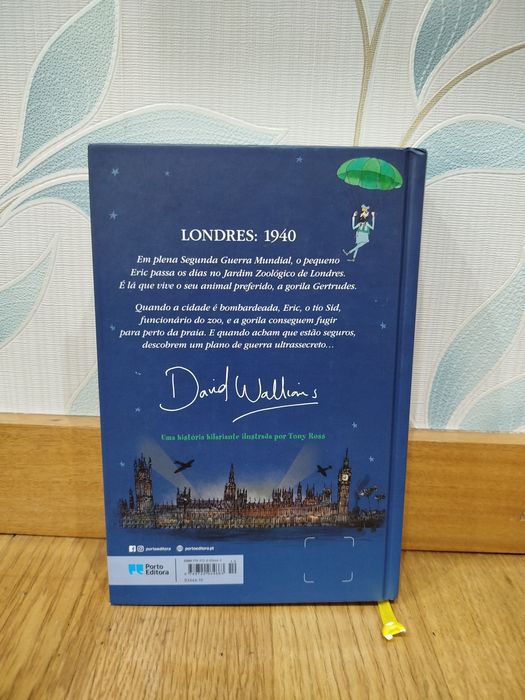 LONDRES: 1940
Em plena Segunda Guerra Mundial, o pequeno
Eric passa os dias no Jardim Zoológico de Londres.
É lá que vive o seu animal preferido, a gorila Gertrudes.
Quando a cidade é bombardeada, Eric, o tio Sid,
funcionário do zoo, e a gorila conseguem fugir
para perto da praia. E quando acham que estão seguros,
descobrem um plano de guerra ultrassecreto...
David Walliams
Uma história hilariante ilustrada por Tony Ross
portoeditora
portoeditora.pt
Porto
Editora
ISBN